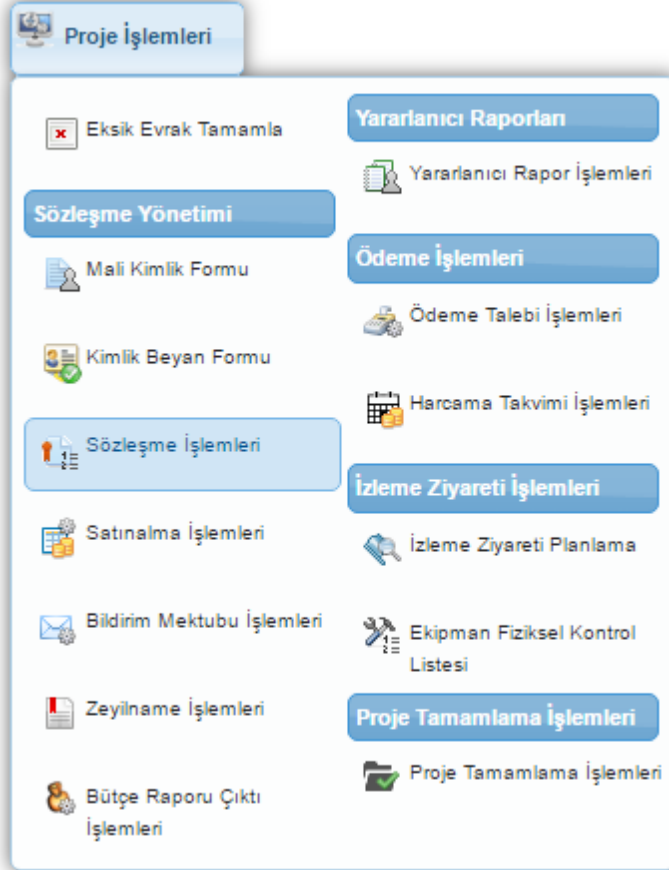 Proje İşlemleri
Eksik Evrak Tamamla
Sözleşme Yönetimi
Mali Kimlik Formu
Kimlik Beyan Formu
Sözleşme İşlemleri
Satınalma İşlemleri
Bildirim Mektubu İşlemleri
Zeyilname İşlemleri
Bütçe Raporu Çıktı
İşlemleri
Yararlanıcı Raporları
Yararlanıcı Rapor İşlemleri
Ödeme İşlemleri
Ödeme Talebi İşlemleri
Harcama Takvimi İşlemleri
İzleme Ziyareti İşlemleri
İzleme Ziyareti Planlama
Ekipman Fiziksel Kontrol
Listesi
Proje Tamamlama İşlemleri
Proje Tamamlama İşlemleri